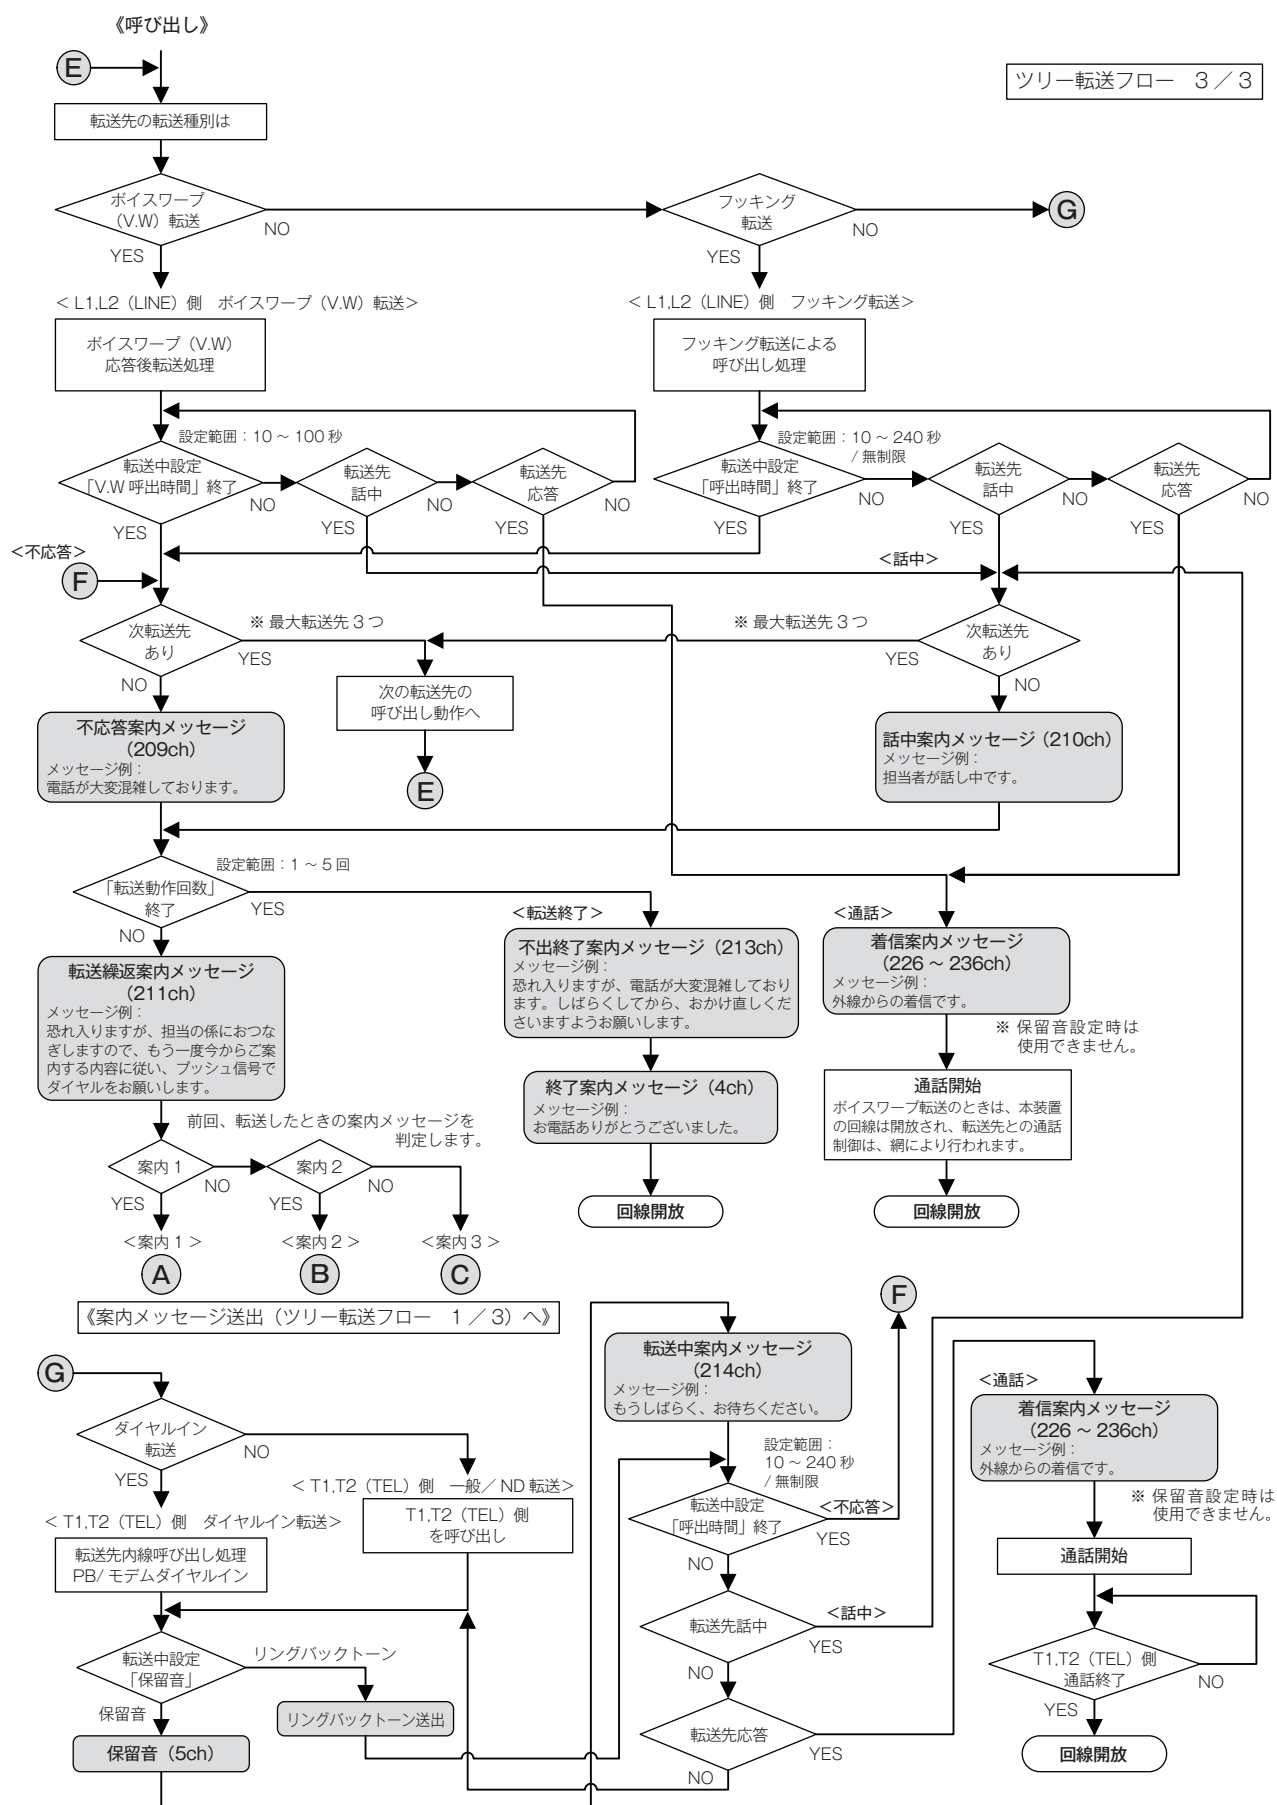 《呼び出し》
E
ツリー転送フロー　3／3
転送先の転送種別は
ボイスワープ
（V.W）転送
NO
YES
フッキング
転送
NO
YES
G
＜L1,L2（LINE）側　ボイスワープ（V.W）転送＞
ボイスワープ（V.W）
応答後転送処理
＜L1,L2（LINE）側　フッキング転送＞
フッキング転送による
呼び出し処理
設定範囲：10～100秒
転送中設定
「V.W呼出時間」終了
NO
YES
転送先
話中
NO
YES
転送先
応答
NO
YES
設定範囲：10～240秒
/無制限
転送中設定
「呼出時間」終了
NO
YES
転送先
話中
NO
YES
転送先
応答
NO
YES
＜不応答＞
F
＜話中＞
次転送先
あり
※最大転送先3つ
YES
NO
※最大転送先3つ
次転送先
あり
YES
NO
次の転送先の
呼び出し動作へ
E
不応答案内メッセージ
（209ch）
メッセージ例：
電話が大変混雑しております。
話中案内メッセージ（210ch）
メッセージ例：
担当者が話し中です。
設定範囲：1～5回
「転送動作回数」
終了
YES
NO
転送繰返案内メッセージ
（211ch）
メッセージ例：
恐れ入りますが、担当の係におつな
ぎしますので、もう一度今からご案
内する内容に従い、プッシュ信号で
ダイヤルをお願いします。
＜転送終了＞
不出終了案内メッセージ（213ch）
メッセージ例：
恐れ入りますが、電話が大変混雑しており
ます。しばらくしてから、おかけ直しくだ
さいますようお願いします。
終了案内メッセージ（4ch）
メッセージ例：
お電話ありがとうございました。
回線開放
＜通話＞
着信案内メッセージ
（226～236ch）
メッセージ例：
外線からの着信です。
※保留音設定時は
使用できません。
通話開始
ボイスワープ転送のときは、本装置
の回線は開放され、転送先との通話
制御は、網により行われます。
回線開放
前回、転送したときの案内メッセージを
判定します。
案内1
NO
YES
案内2
NO
YES
＜案内1＞
＜案内2＞
＜案内3＞
A
B
C
《案内メッセージ送出（ツリー転送フロー　1／3）へ》
G
ダイヤルイン
転送
NO
YES
＜T1,T2（TEL）側　一般／ND転送＞
T1,T2（TEL）側
を呼び出し
＜T1,T2（TEL）側　ダイヤルイン転送＞
転送先内線呼び出し処理
PB/モデムダイヤルイン
転送中設定
「保留音」
リングバックトーン
リングバックトーン送出
保留音
保留音（5ch）
F
転送中案内メッセージ
（214ch）
メッセージ例：
もうしばらく、お待ちください。
設定範囲：
10～240秒
/無制限
転送中設定
「呼出時間」終了
＜不応答＞
YES
NO
転送先話中
＜話中＞
YES
NO
転送先応答
YES
NO
＜通話＞
着信案内メッセージ
（226～236ch）
メッセージ例：
外線からの着信です。
※保留音設定時は
使用できません。
通話開始
T1,T2（TEL）側
通話終了
NO
YES
回線開放